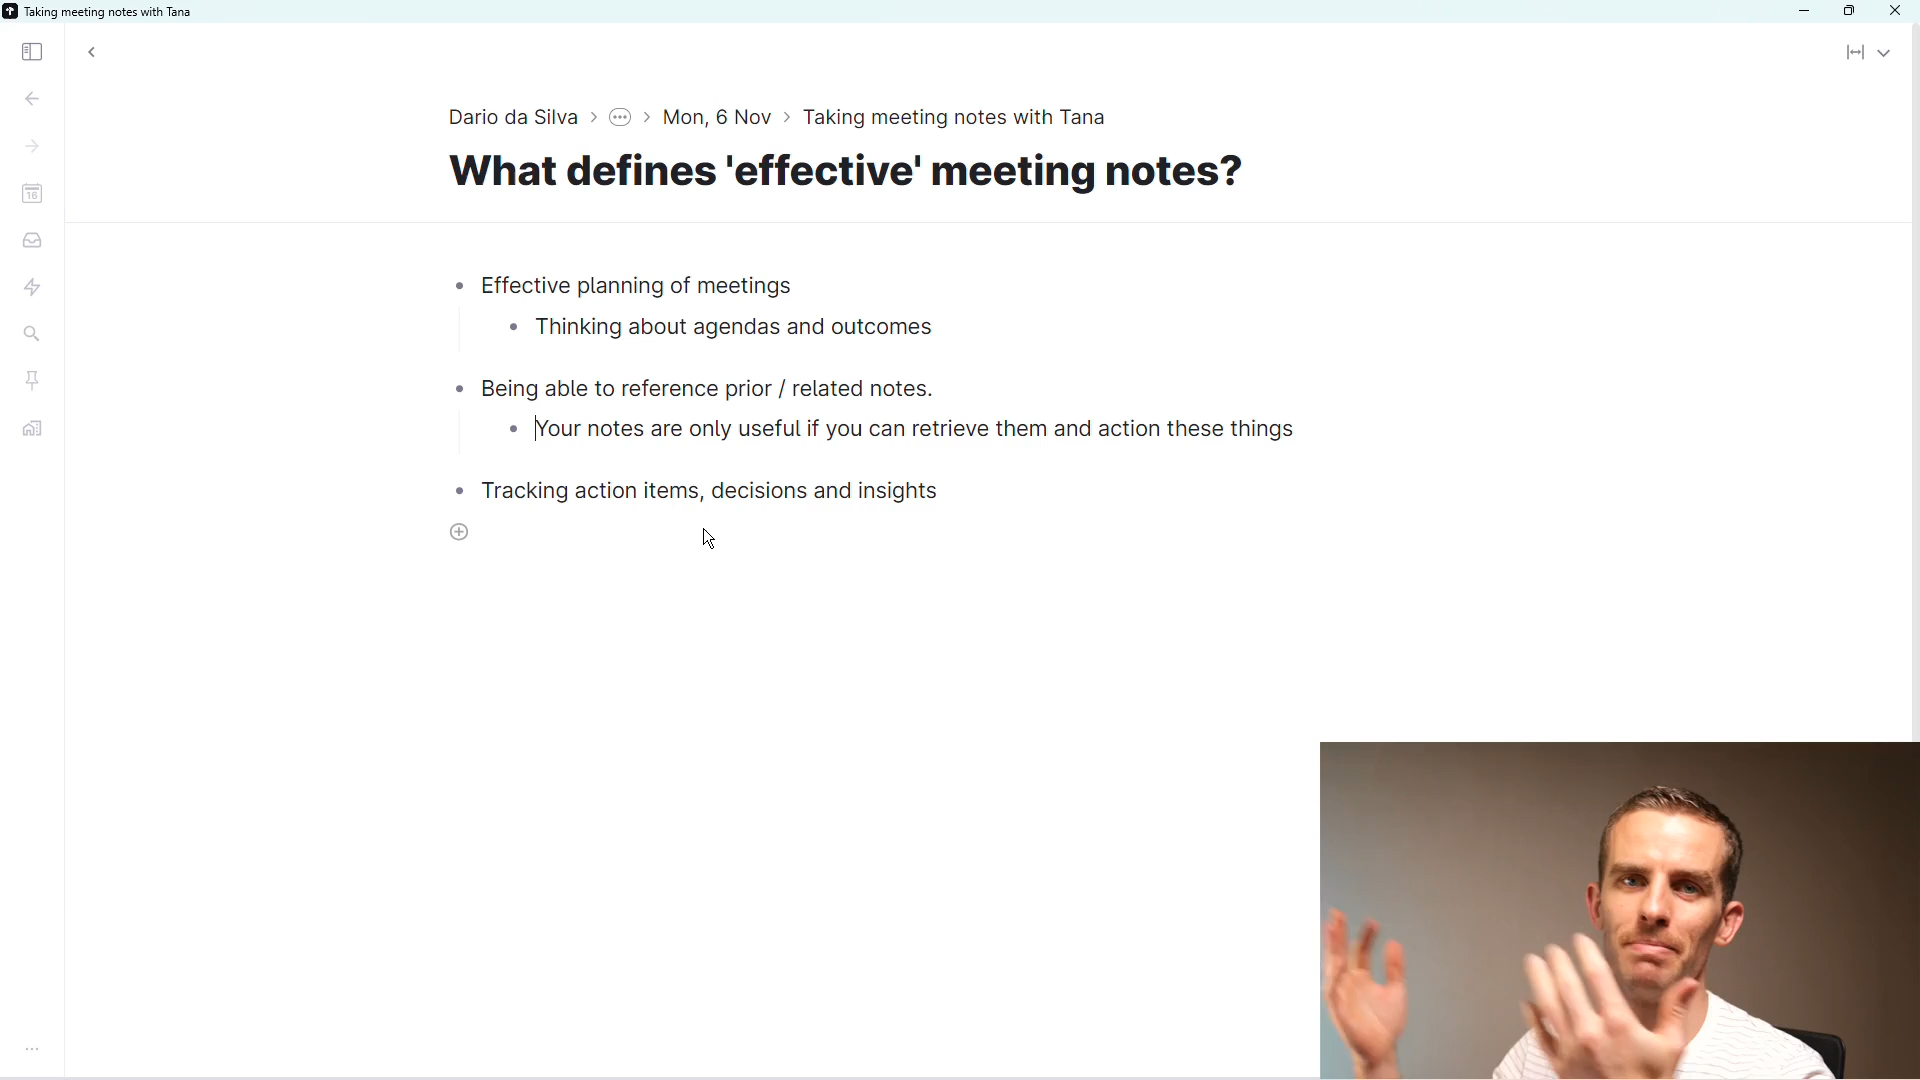 Taking meeting notes with Tana
Dario da Silva > ... > Mon, 6 Nov > Taking meeting notes with Tana
What defines 'effective' meeting notes?
16
• Effective planning of meetings
• Thinking about agendas and outcomes
• Being able to reference prior / related notes.
• Your notes are only useful if you can retrieve them and action these things
• Tracking action items, decisions and insights